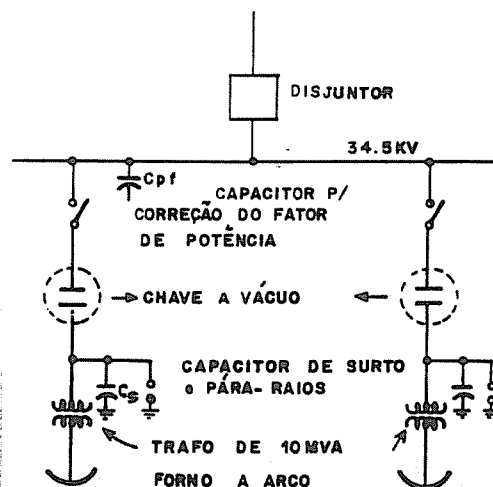 DISJUNTOR
34.5KV
Cpf
CAPACITOR P/
CORREÇÃO DO FATOR
DE POTÊNCIA
CHAVE A VÁCUO
CAPACITOR DE SURTO
e PÁRA-RAIOS
Cs
TRAFO DE 10MVA
FORNO A ARCO